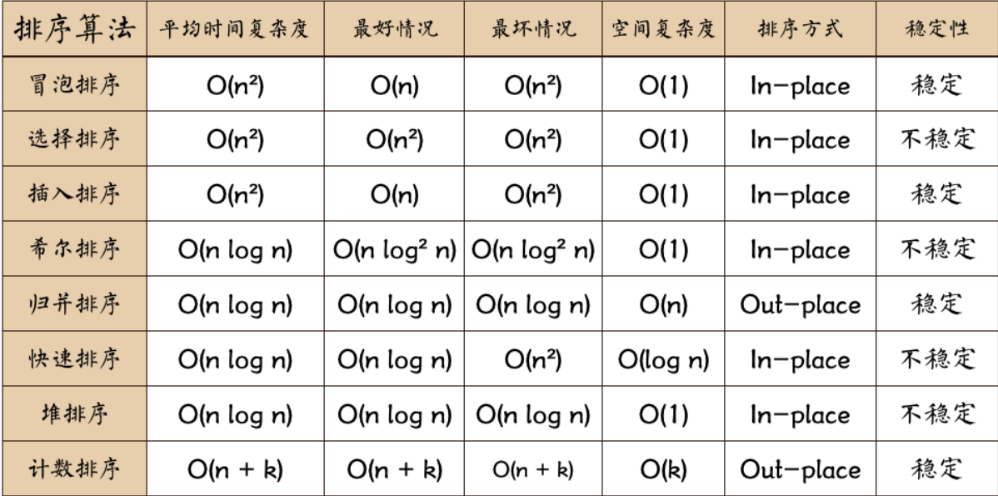 排序算法 平均时间复杂度 最好情况 最坏情况 空间复杂度 排序方式 稳定性
冒泡排序 O(n²) O(n) O(n²) O(1) In-place 稳定
选择排序 O(n²) O(n²) O(n²) O(1) In-place 不稳定
插入排序 O(n²) O(n) O(n²) O(1) In-place 稳定
希尔排序 O(n log n) O(n log² n) O(n log² n) O(1) In-place 不稳定
归并排序 O(n log n) O(n log n) O(n log n) O(n) Out-place 稳定
快速排序 O(n log n) O(n log n) O(n²) O(log n) In-place 不稳定
堆排序 O(n log n) O(n log n) O(n log n) O(1) In-place 不稳定
计数排序 O(n + k) O(n + k) O(n + k) O(k) Out-place 稳定